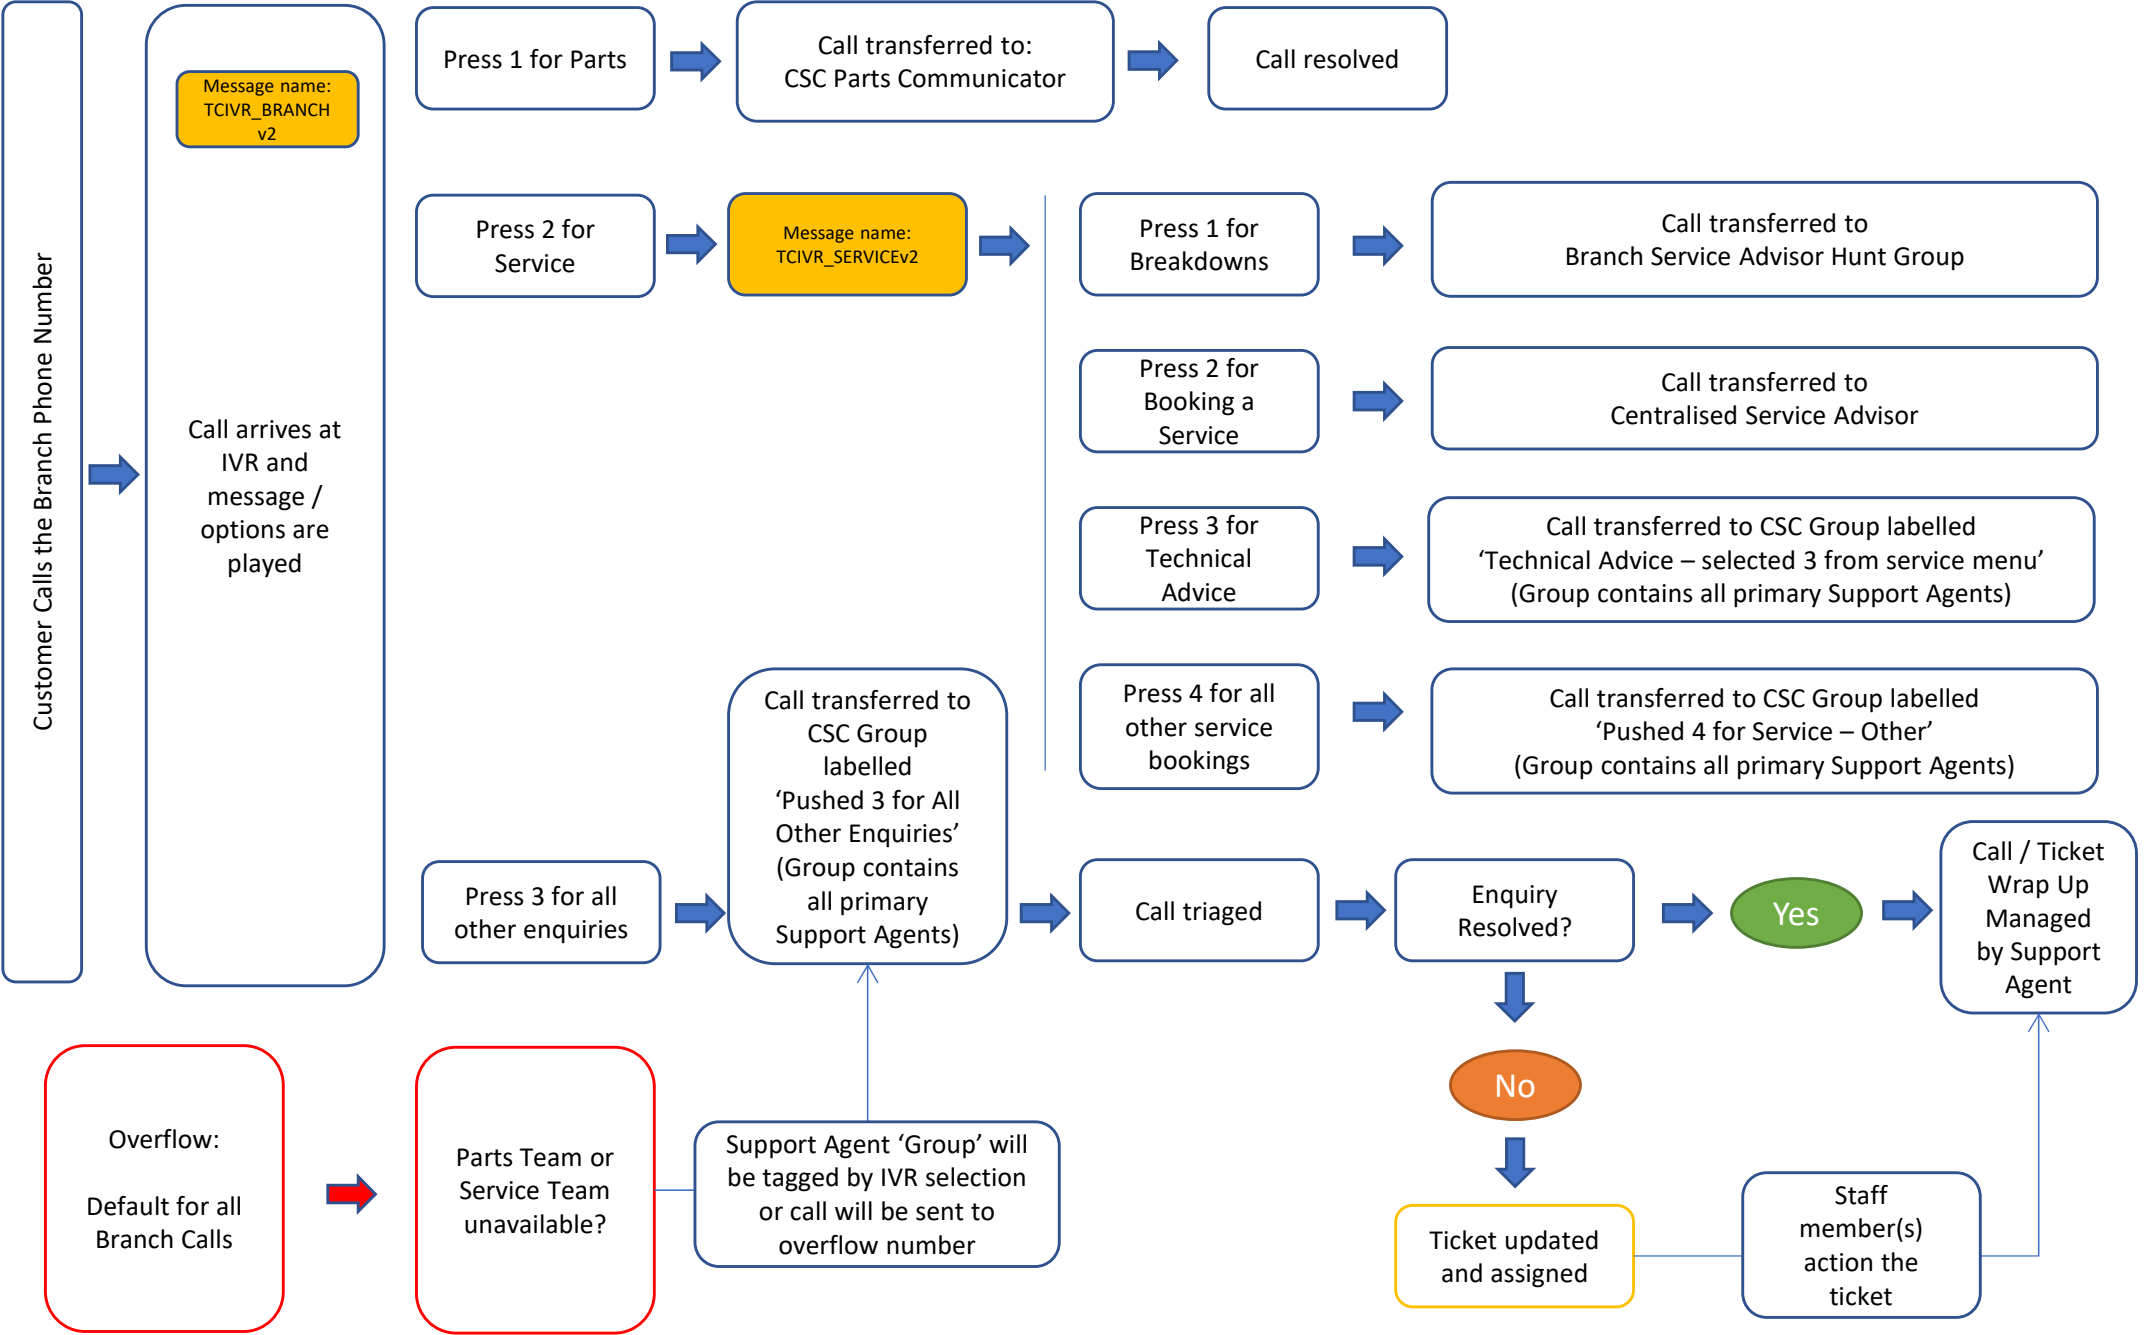 Customer Calls the Branch Phone Number
Message name:
TCIVR_BRANCH
v2
Call arrives at
IVR and
message /
options are
played
Press 1 for Parts
Call transferred to:
CSC Parts Communicator
Call resolved
Press 2 for
Service
Message name:
TCIVR_SERVICEv2
Press 1 for
Breakdowns
Call transferred to
Branch Service Advisor Hunt Group
Press 2 for
Booking a
Service
Call transferred to
Centralised Service Advisor
Press 3 for
Technical
Advice
Call transferred to CSC Group labelled
‘Technical Advice – selected 3 from service menu’
(Group contains all primary Support Agents)
Press 4 for all
other service
bookings
Call transferred to CSC Group labelled
‘Pushed 4 for Service – Other’
(Group contains all primary Support Agents)
Press 3 for all
other enquiries
Call transferred to
CSC Group
labelled
‘Pushed 3 for All
Other Enquiries’
(Group contains
all primary
Support Agents)
Call triaged
Enquiry
Resolved?
Yes
Call / Ticket
Wrap Up
Managed
by Support
Agent
No
Ticket updated
and assigned
Staff
member(s)
action the
ticket
Overflow:
Default for all
Branch Calls
Parts Team or
Service Team
unavailable?
Support Agent ‘Group’ will
be tagged by IVR selection
or call will be sent to
overflow number